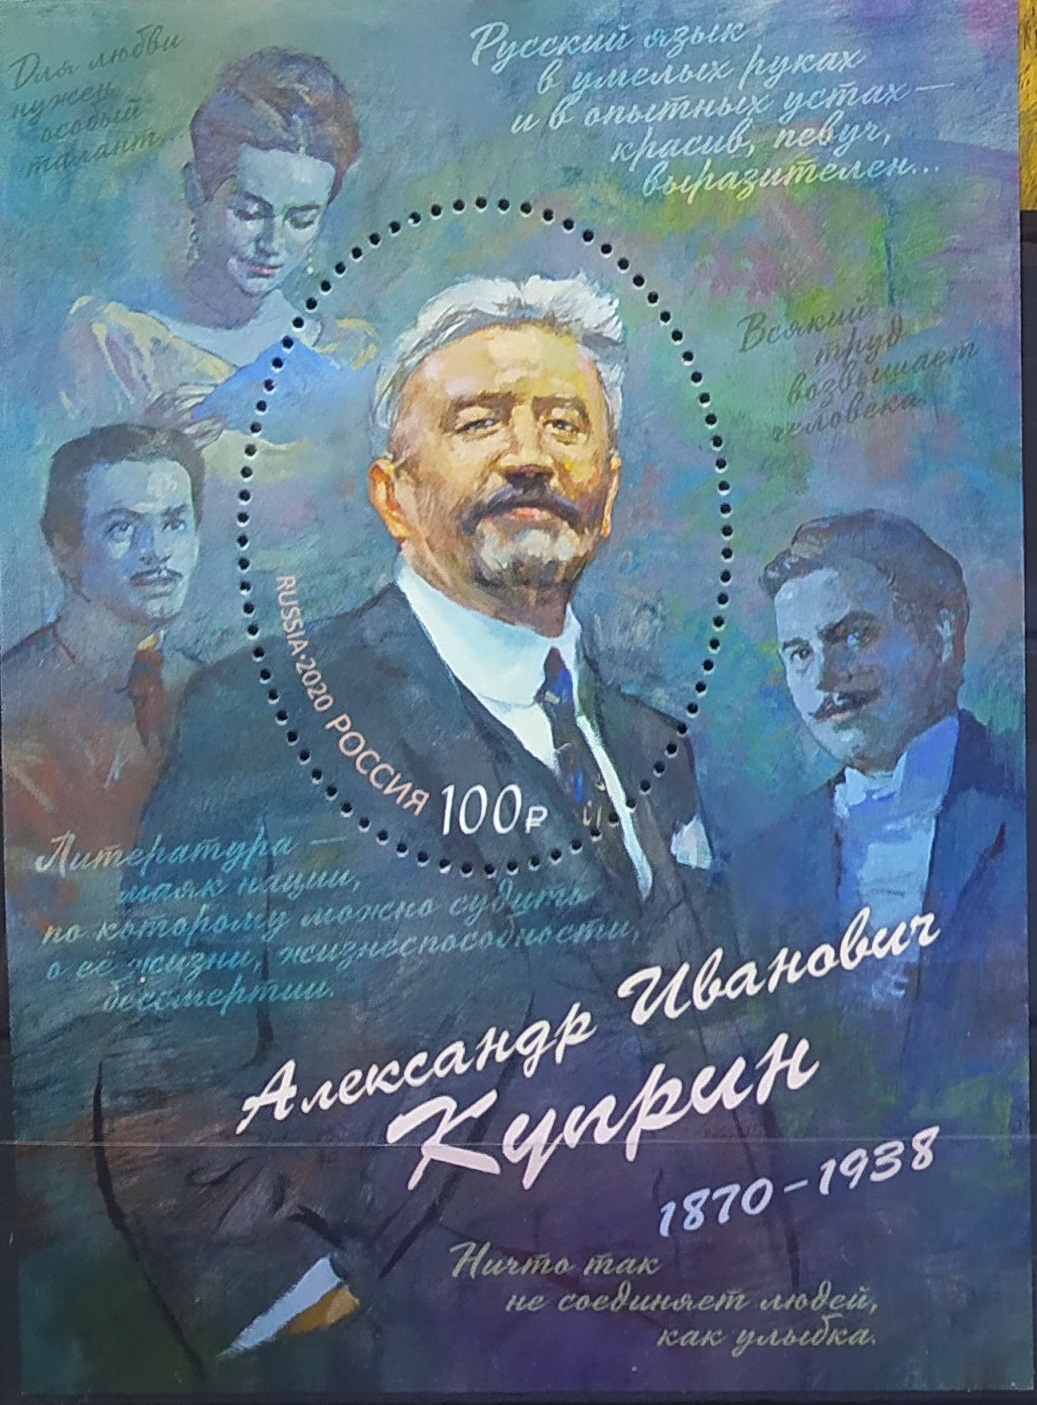 Для любви
нужен
особый
талант...
Русский язык
в умелых руках
и в опытных устах —
красив, певуч,
выразителен...
Всякий
труд
возвышает
человека.
RUSSIA•2020 РОССИЯ
100₽
Литература —
маяк нации,
по которому можно судить
о её жизни, жизнеспособности,
бессмертии.
Александр Иванович
Куприн
1870–1938
Ничто так
не соединяет людей,
как улыбка.